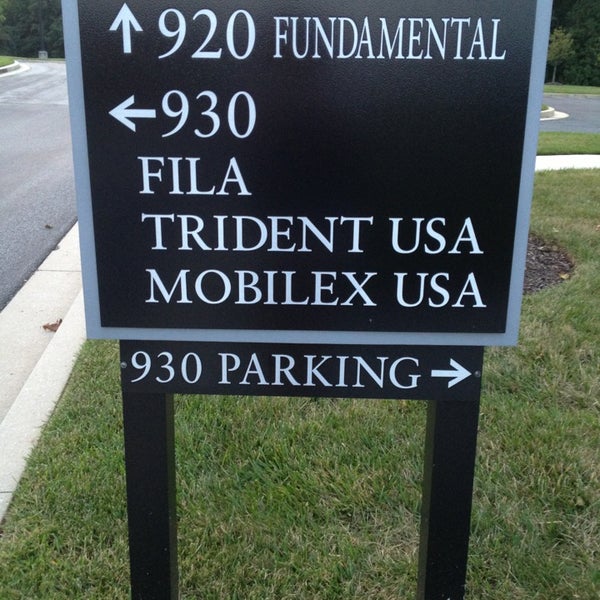 ↑ 920 FUNDAMENTAL
← 930
FILA
TRIDENT USA
MOBILEX USA
930 PARKING →